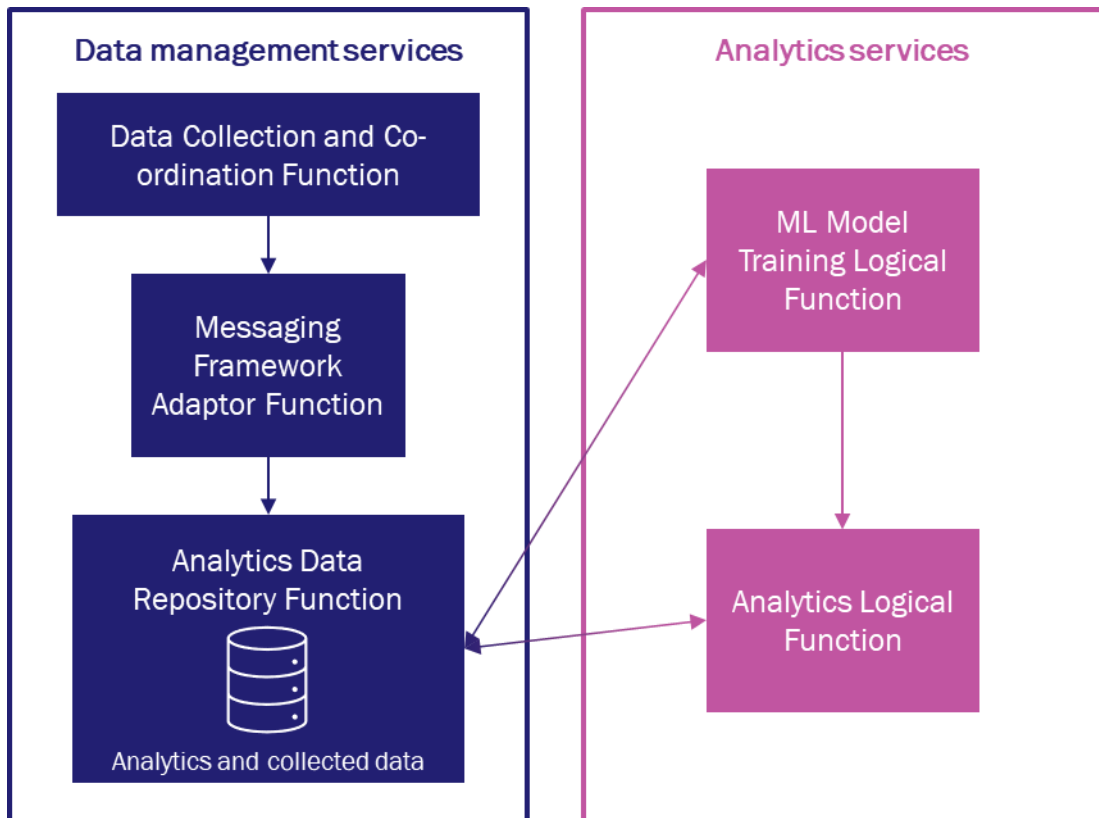 Data management services
Data Collection and Co-
ordination Function
Messaging
Framework
Adaptor Function
Analytics Data
Repository Function
Analytics and collected data
Analytics services
ML Model
Training Logical
Function
Analytics Logical
Function